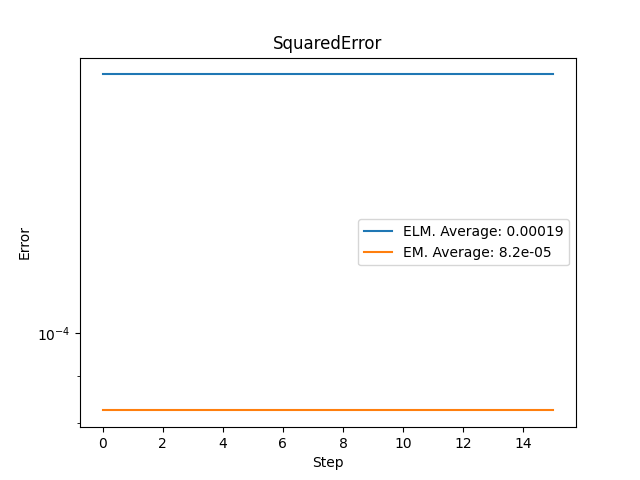 SquaredError
Error
ELM. Average: 0.00019
EM. Average: 8.2e-05
10⁻⁴
0 2 4 6 8 10 12 14
Step